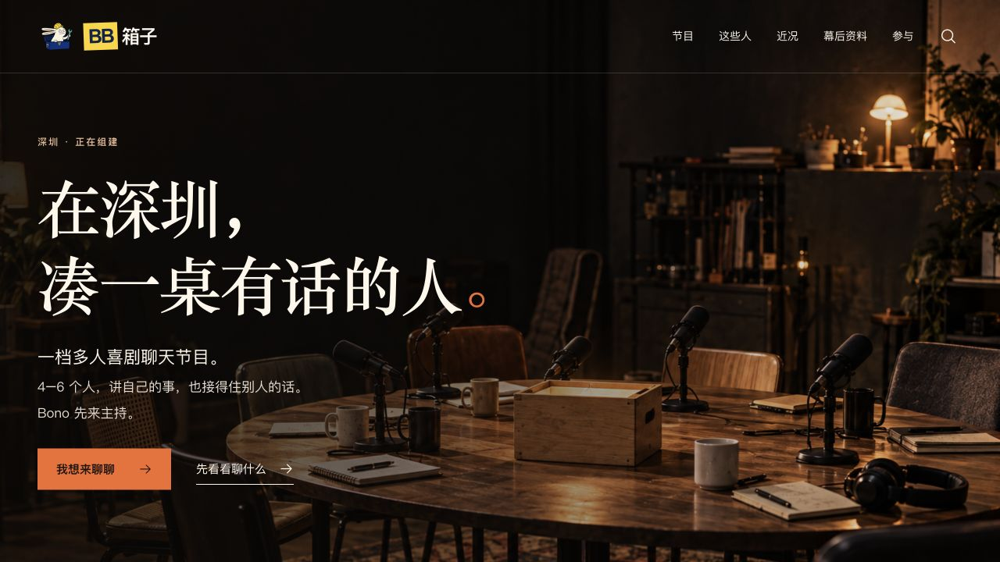 BB 箱子
节目 这些人 近况 幕后资料 参与
深圳 · 正在组建
在深圳，
凑一桌有话的人。
一档多人喜剧聊天节目。
4—6 个人，讲自己的事，也接得住别人的话。
Bono 先来主持。
我想来聊聊 →
先看看聊什么 →